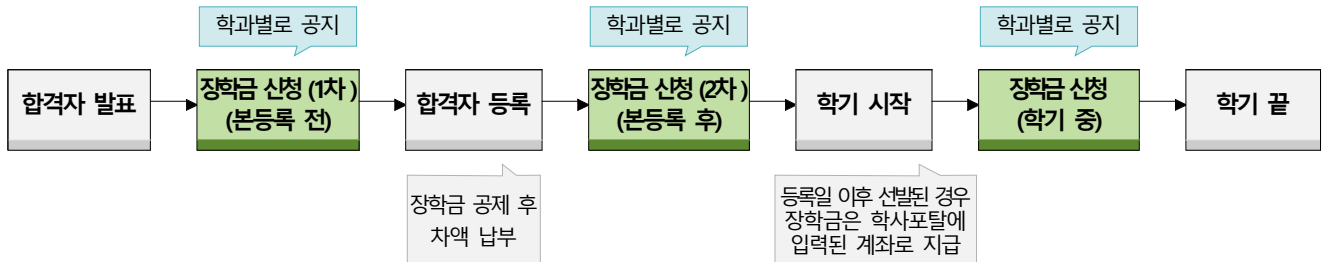 학과별로 공지
학과별로 공지
학과별로 공지
합격자 발표
장학금 신청 (1차)
(본등록 전)
합격자 등록
장학금 신청 (2차)
(본등록 후)
학기 시작
장학금 신청
(학기 중)
학기 끝
장학금 공제 후
차액 납부
등록일 이후 선발된 경우
장학금은 학사포탈에
입력된 계좌로 지급